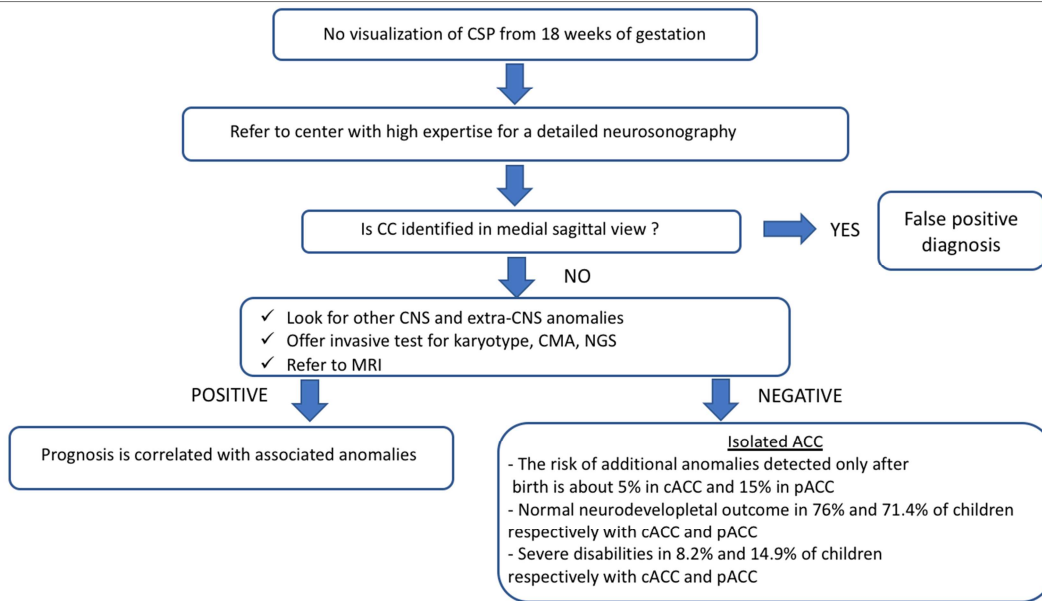 No visualization of CSP from 18 weeks of gestation
Refer to center with high expertise for a detailed neurosonography
Is CC identified in medial sagittal view ?
YES
False positive
diagnosis
NO
✓ Look for other CNS and extra-CNS anomalies
✓ Offer invasive test for karyotype, CMA, NGS
✓ Refer to MRI
POSITIVE
NEGATIVE
Prognosis is correlated with associated anomalies
Isolated ACC
- The risk of additional anomalies detected only after
birth is about 5% in cACC and 15% in pACC
- Normal neurodevelopletal outcome in 76% and 71.4% of children
respectively with cACC and pACC
- Severe disabilities in 8.2% and 14.9% of children
respectively with cACC and pACC